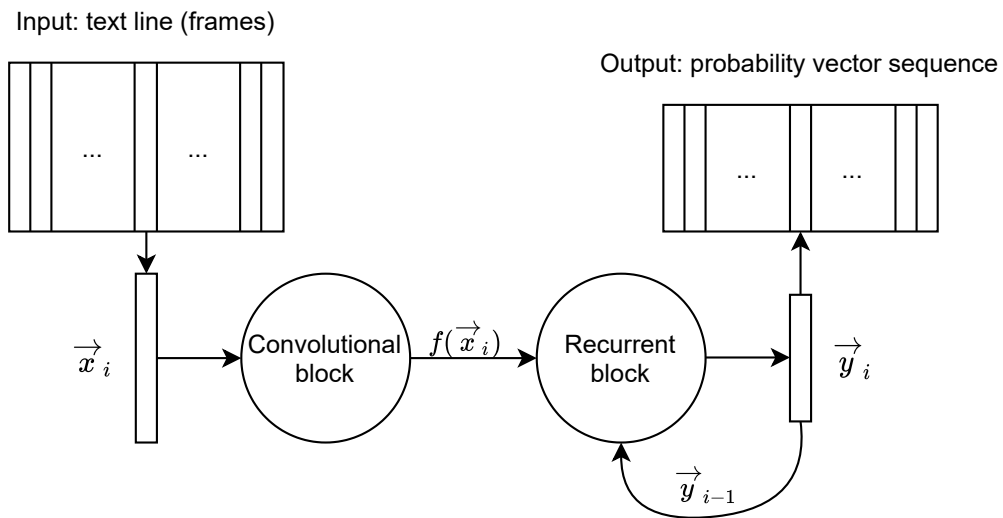 Input: text line (frames)
Output: probability vector sequence
... ...
... ...
Convolutional
block
f(x⃗ᵢ)
Recurrent
block
x⃗ᵢ
y⃗ᵢ
y⃗ᵢ₋₁